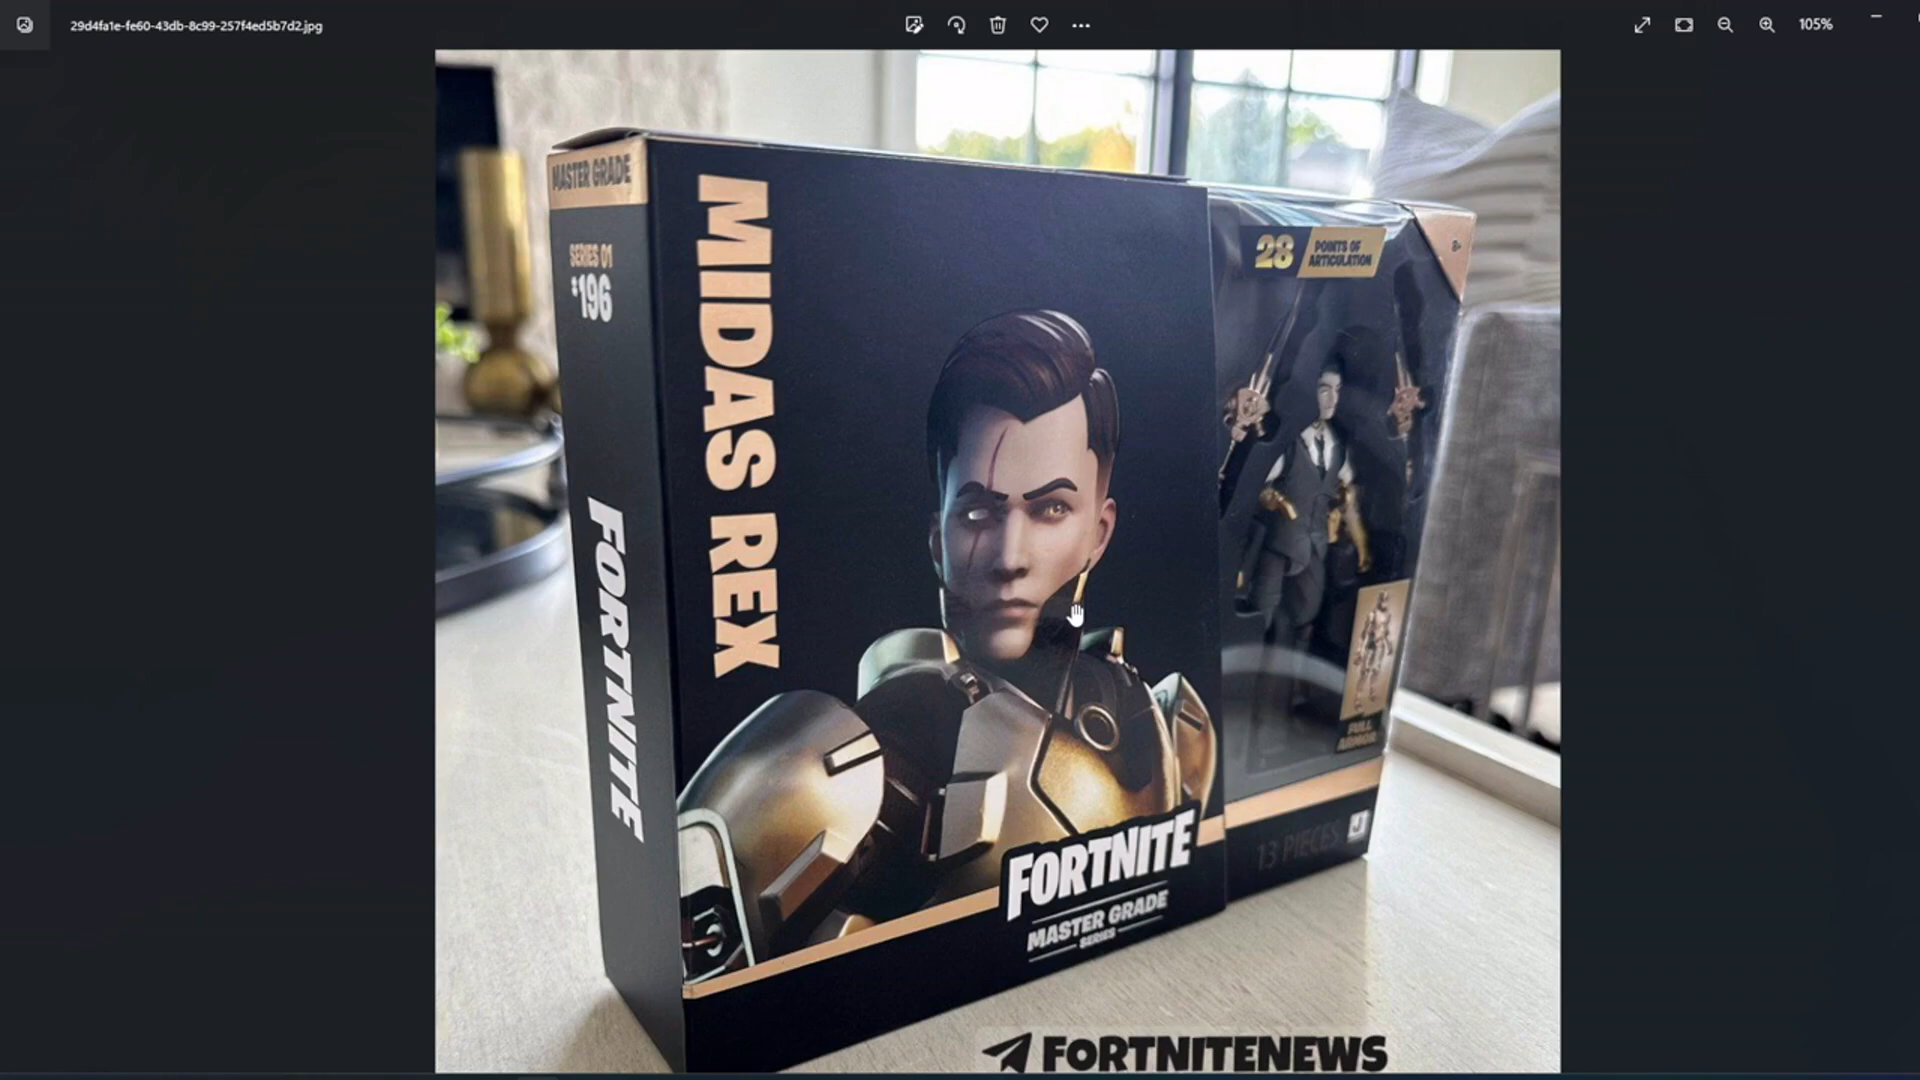 29d4fa1e-fe60-43db-8c99-257f4ed5b7d2.jpg
105%
MASTER GRADE
SERIES 01
#196
FORTNITE
MIDAS REX
28 POINTS OF
ARTICULATION
8+
FULL
ARMOR
13 PIECES
FORTNITE
MASTER GRADE
SERIES
FORTNITENEWS